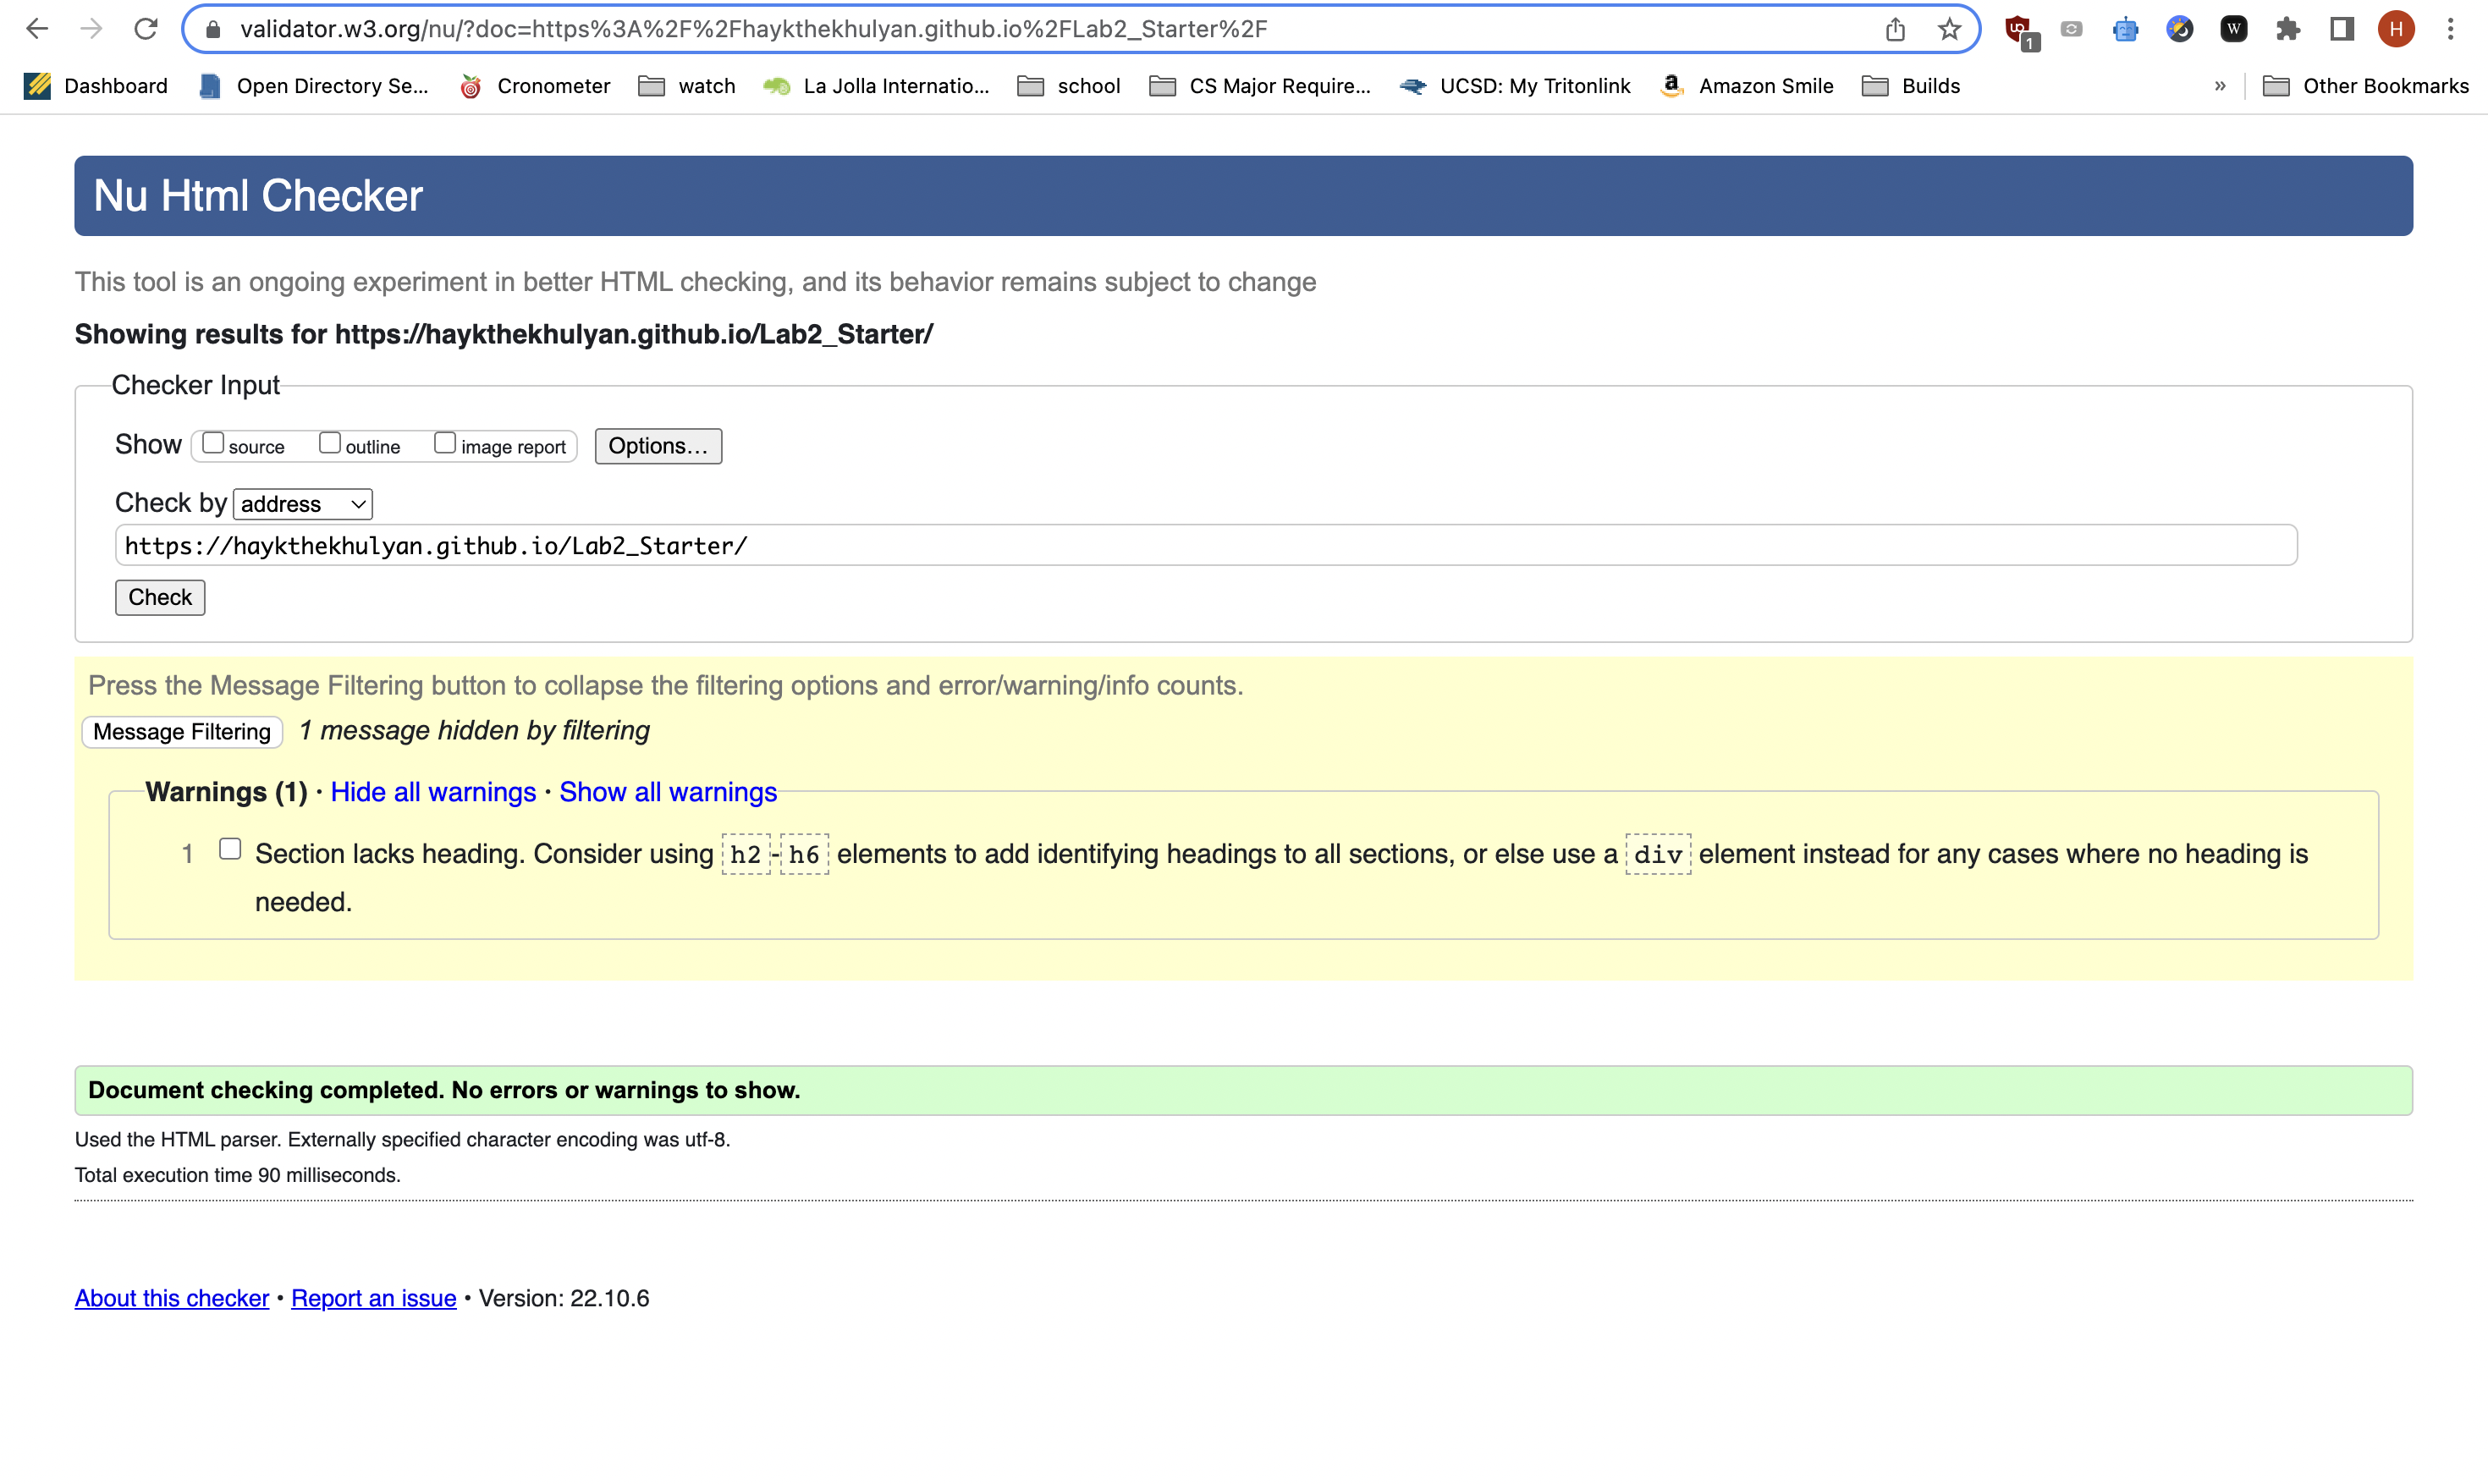 validator.w3.org/nu/?doc=https%3A%2F%2Fhaykthekhulyan.github.io%2FLab2_Starter%2F
1
W
H
Dashboard Open Directory Se... Cronometer watch La Jolla Internatio... school CS Major Require... UCSD: My Tritonlink Amazon Smile Builds » Other Bookmarks
Nu Html Checker
This tool is an ongoing experiment in better HTML checking, and its behavior remains subject to change
Showing results for https://haykthekhulyan.github.io/Lab2_Starter/
Checker Input
Show source outline image report Options...
Check by address
https://haykthekhulyan.github.io/Lab2_Starter/
Check
Press the Message Filtering button to collapse the filtering options and error/warning/info counts.
Message Filtering 1 message hidden by filtering
Warnings (1) · Hide all warnings · Show all warnings
1 Section lacks heading. Consider using h2-h6 elements to add identifying headings to all sections, or else use a div element instead for any cases where no heading is
needed.
Document checking completed. No errors or warnings to show.
Used the HTML parser. Externally specified character encoding was utf-8.
Total execution time 90 milliseconds.
About this checker • Report an issue • Version: 22.10.6